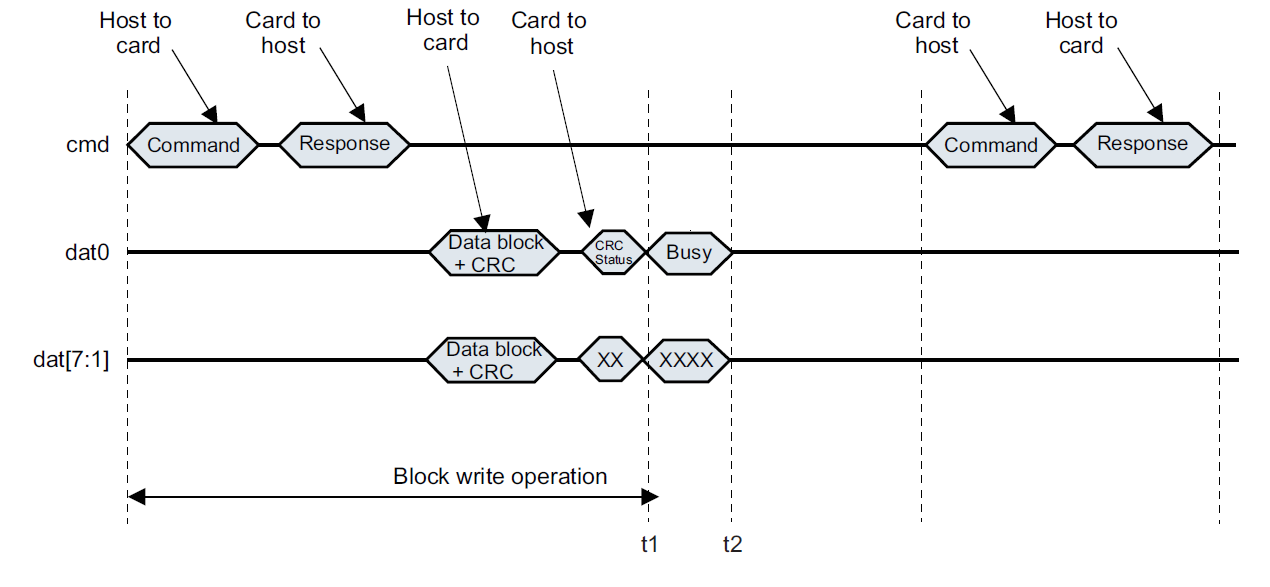 Host to
card
Card to
host
Host to
card
Card to
host
Card to
host
Host to
card
cmd
Command
Response
Command
Response
dat0
Data block
+ CRC
CRC
Status
Busy
dat[7:1]
Data block
+ CRC
XX
XXXX
Block write operation
t1
t2